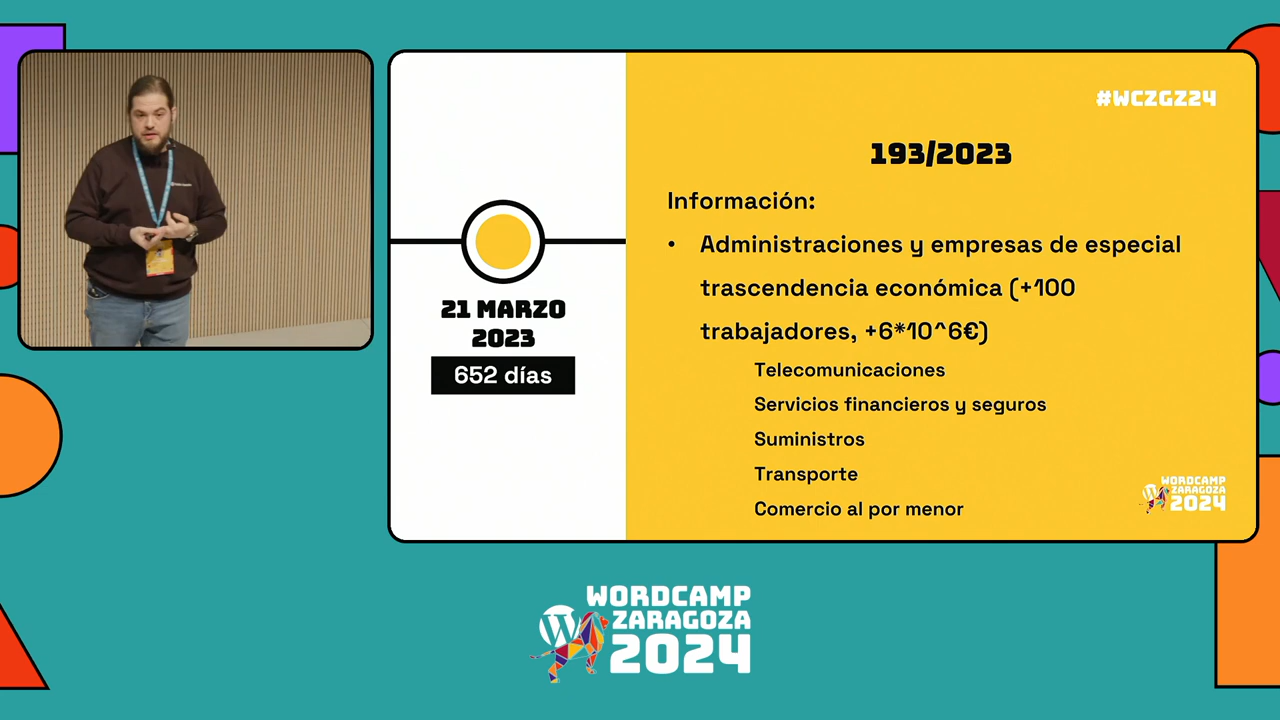 #WCZGZ24
193/2023
Información:
• Administraciones y empresas de especial
trascendencia económica (+100
trabajadores, +6*10^6€)
Telecomunicaciones
Servicios financieros y seguros
Suministros
Transporte
Comercio al por menor
21 MARZO
2023
652 días
WORDCAMP
ZARAGOZA
2024
WORDCAMP
ZARAGOZA
2024